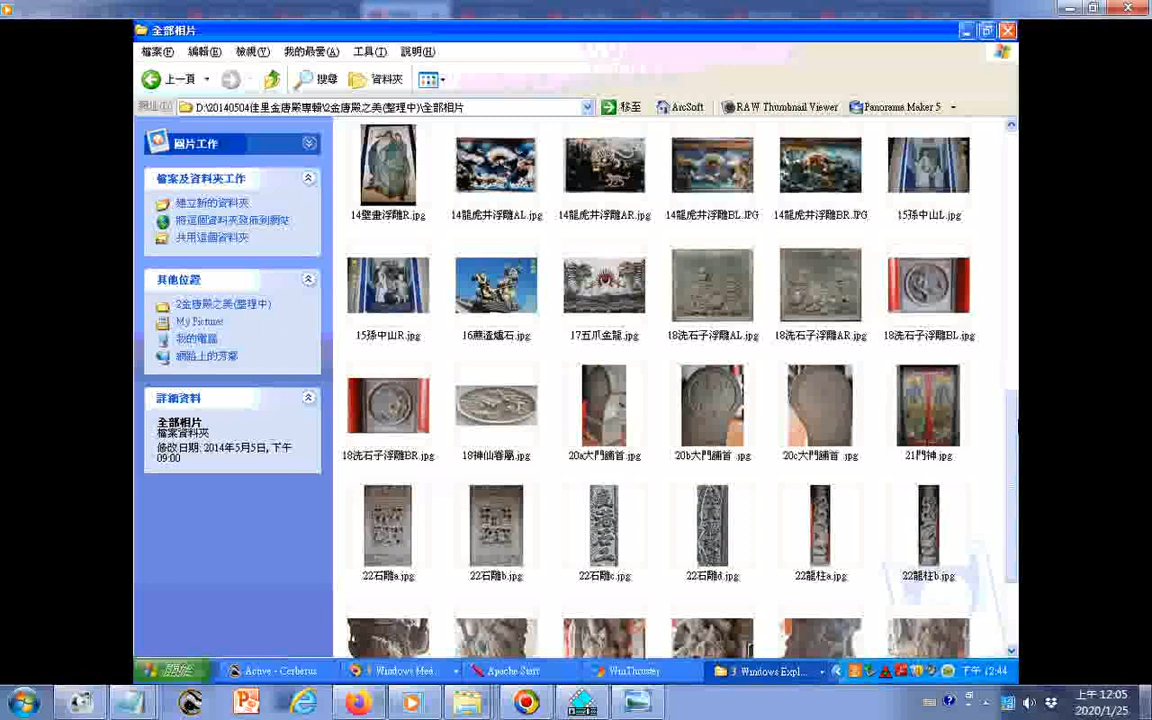 全部相片
檔案(F) 編輯(E) 檢視(V) 我的最愛(A) 工具(T) 說明(H)
上一頁 搜尋 資料夾
網址(D) D:\20140504佳里金唐殿專輯\2金唐殿之美(整理中)\全部相片 移至 ArcSoft RAW Thumbnail Viewer Panorama Maker 5
圖片工作
檔案及資料夾工作
建立新的資料夾
將這個資料夾發佈到網站
共用這個資料夾
其他位置
2金唐殿之美(整理中)
My Pictures
我的電腦
網路上的芳鄰
詳細資料
全部相片
檔案資料夾
修改日期: 2014年5月5日, 下午
09:00
14壁畫浮雕R.jpg 14龍虎井浮雕AL.jpg 14龍虎井浮雕AR.jpg 14龍虎井浮雕BL.JPG 14龍虎井浮雕BR.JPG 15孫中山L.jpg
15孫中山R.jpg 16蕉渣爐石.jpg 17五爪金龍.jpg 18洗石子浮雕AL.jpg 18洗石子浮雕AR.jpg 18洗石子浮雕BL.jpg
18洗石子浮雕BR.jpg 18神仙眷屬.jpg 20a大門舖首.jpg 20b大門舖首 .jpg 20c大門舖首 .jpg 21門神.jpg
22石雕a.jpg 22石雕b.jpg 22石雕c.jpg 22石雕d.jpg 22龍柱a.jpg 22龍柱b.jpg
開始 Active - Cerberus 3 Windows Med... Apache Start WinThruster 3 Windows Expl... 下午 12:44
上午 12:05
2020/1/25